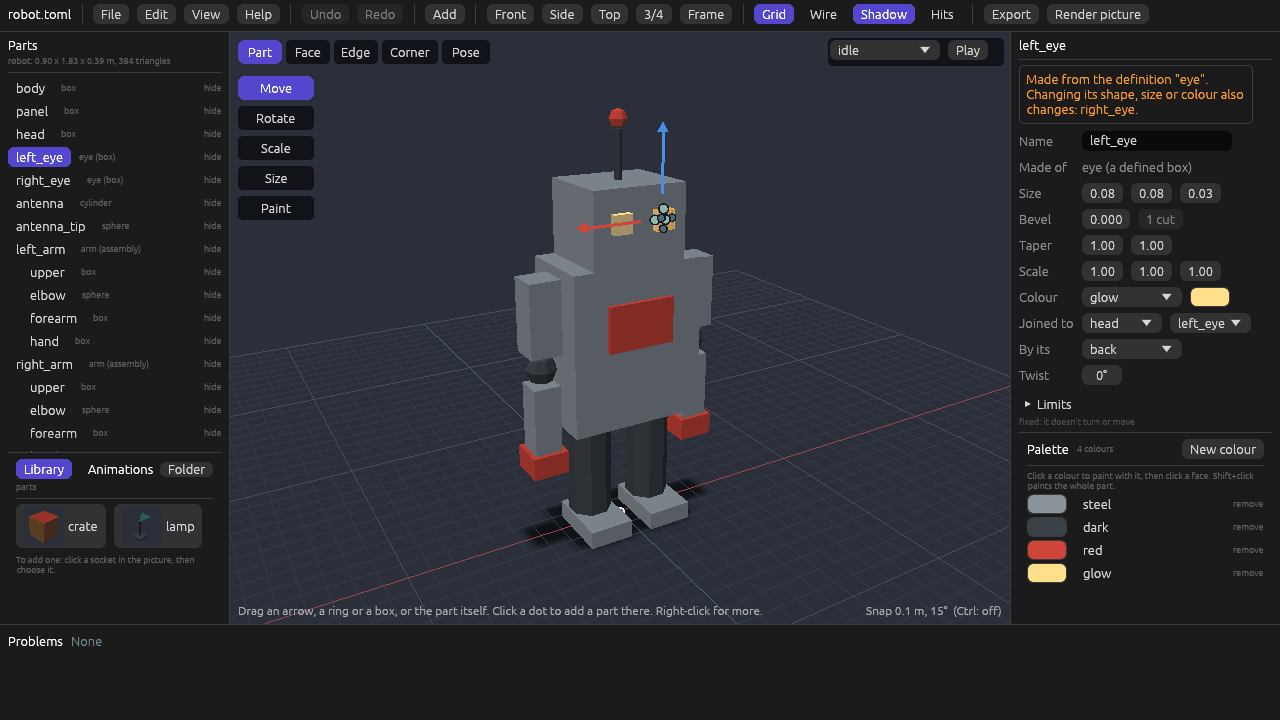 robot.toml File Edit View Help Undo Redo Add Front Side Top 3/4 Frame Grid Wire Shadow Hits Export Render picture
Parts
robot: 0.90 x 1.83 x 0.39 m, 384 triangles
body box hide
panel box hide
head box hide
left_eye eye (box) hide
right_eye eye (box) hide
antenna cylinder hide
antenna_tip sphere hide
left_arm arm (assembly) hide
upper box hide
elbow sphere hide
forearm box hide
hand box hide
right_arm arm (assembly) hide
upper box hide
elbow sphere hide
forearm box hide
Library Animations Folder
parts
crate lamp
To add one: click a socket in the picture, then
choose it.
Part Face Edge Corner Pose
idle Play
Move
Rotate
Scale
Size
Paint
Drag an arrow, a ring or a box, or the part itself. Click a dot to add a part there. Right-click for more.
Snap 0.1 m, 15° (Ctrl: off)
left_eye
Made from the definition "eye".
Changing its shape, size or colour also
changes: right_eye.
Name left_eye
Made of eye (a defined box)
Size 0.08 0.08 0.03
Bevel 0.000 1 cut
Taper 1.00 1.00
Scale 1.00 1.00 1.00
Colour glow
Joined to head left_eye
By its back
Twist 0°
Limits
fixed: it doesn't turn or move
Palette 4 colours New colour
Click a colour to paint with it, then click a face. Shift+click
paints the whole part.
steel remove
dark remove
red remove
glow remove
Problems None